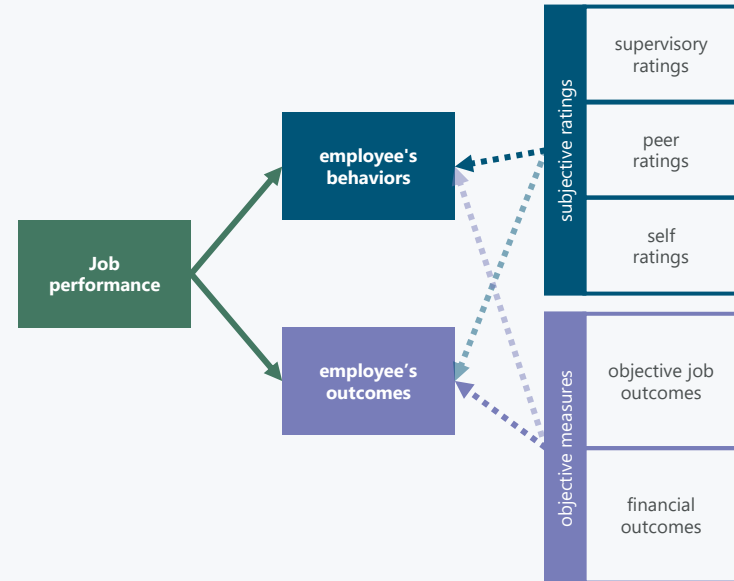 Job
performance
employee's
behaviors
employee’s
outcomes
subjective ratings
supervisory
ratings
peer
ratings
self
ratings
objective measures
objective job
outcomes
financial
outcomes